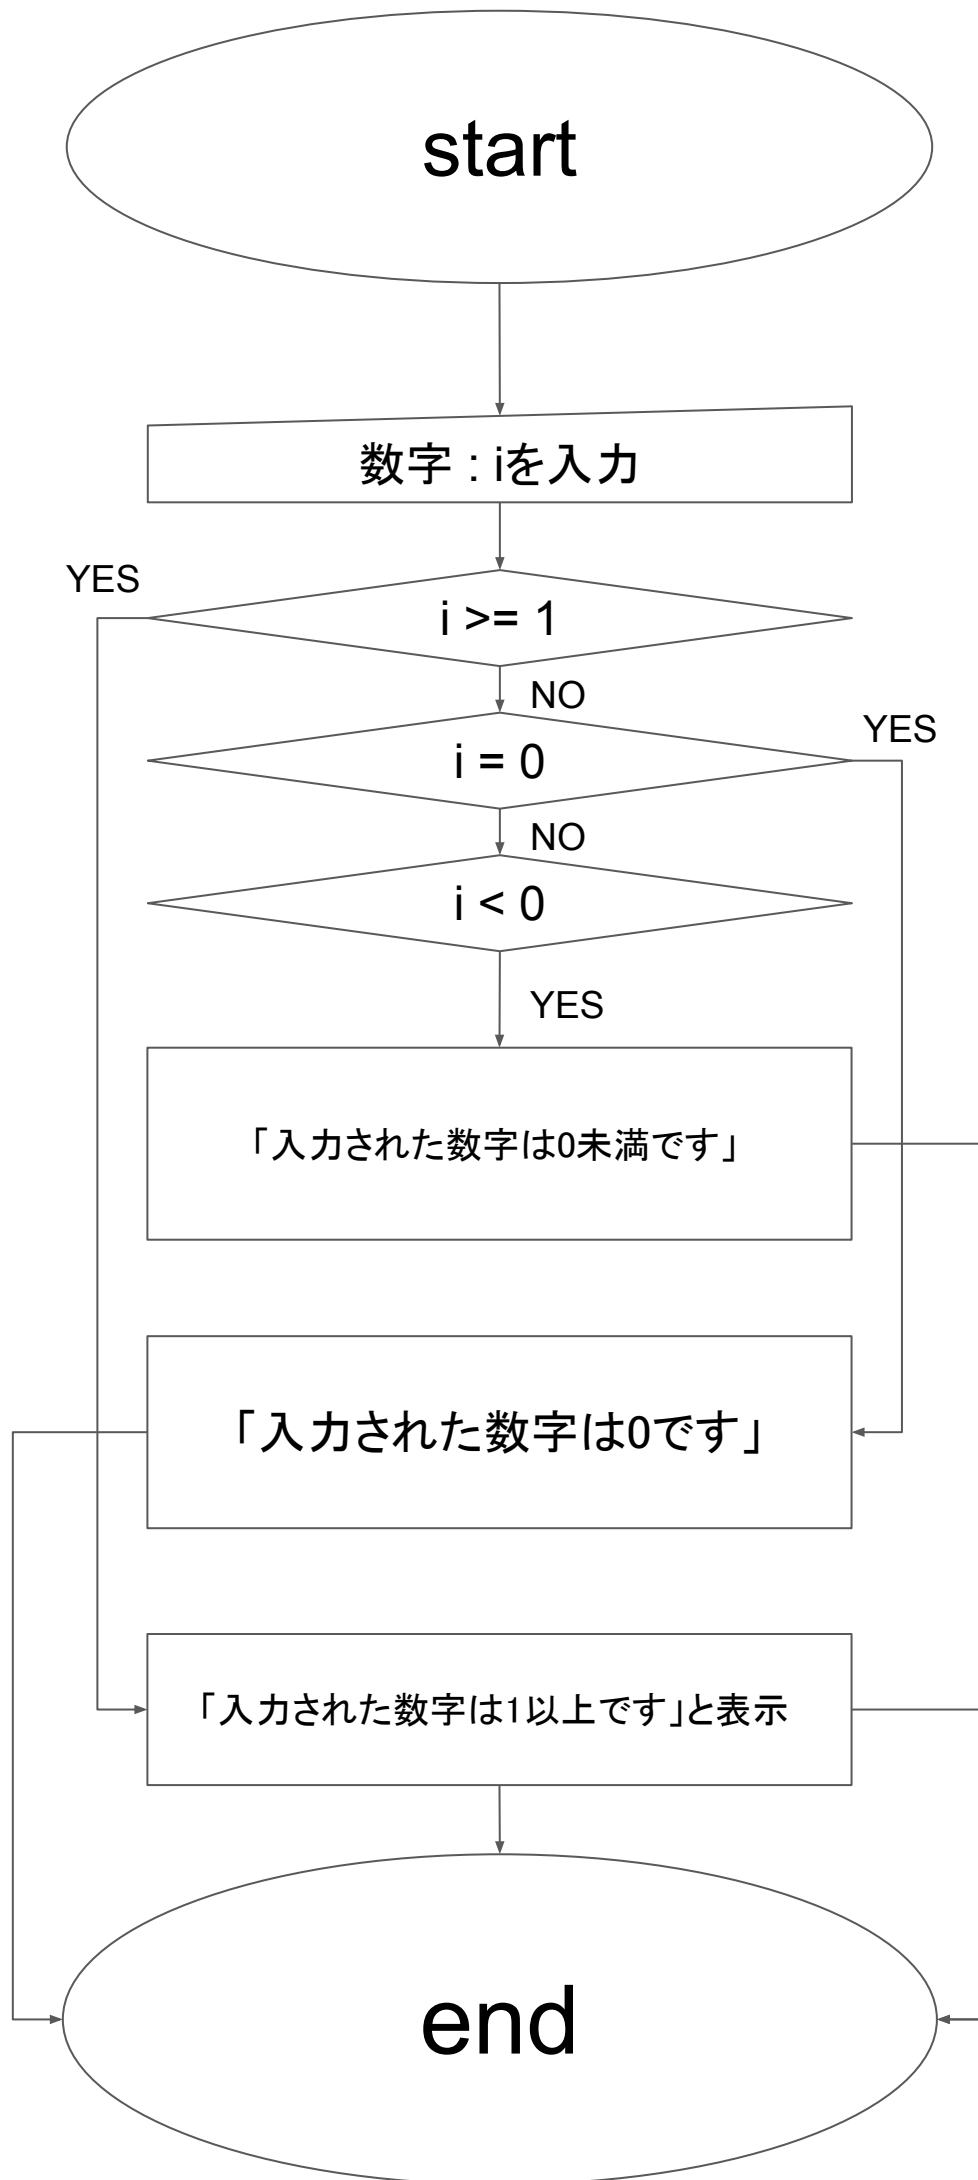 start
数字 : iを入力
YES
i >= 1
NO
YES
i = 0
NO
i < 0
YES
「入力された数字は0未満です」
「入力された数字は0です」
「入力された数字は1以上です」と表示
end